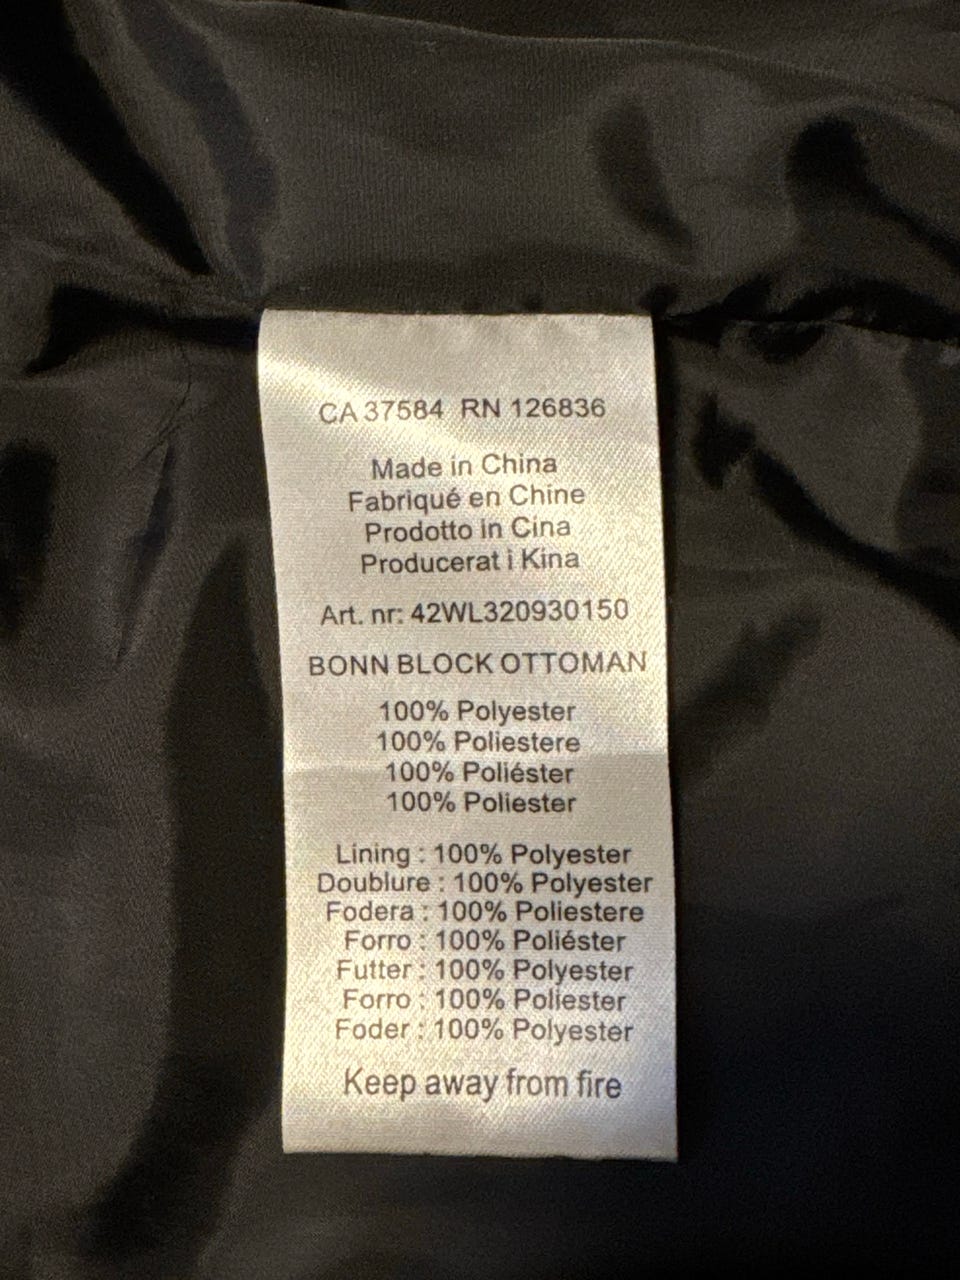 CA 37584 RN 126836
Made in China
Fabriqué en Chine
Prodotto in Cina
Producerat i Kina
Art. nr: 42WL320930150
BONN BLOCK OTTOMAN
100% Polyester
100% Poliestere
100% Poliéster
100% Poliester
Lining : 100% Polyester
Doublure : 100% Polyester
Fodera : 100% Poliestere
Forro : 100% Poliéster
Futter : 100% Polyester
Forro : 100% Poliester
Foder : 100% Polyester
Keep away from fire